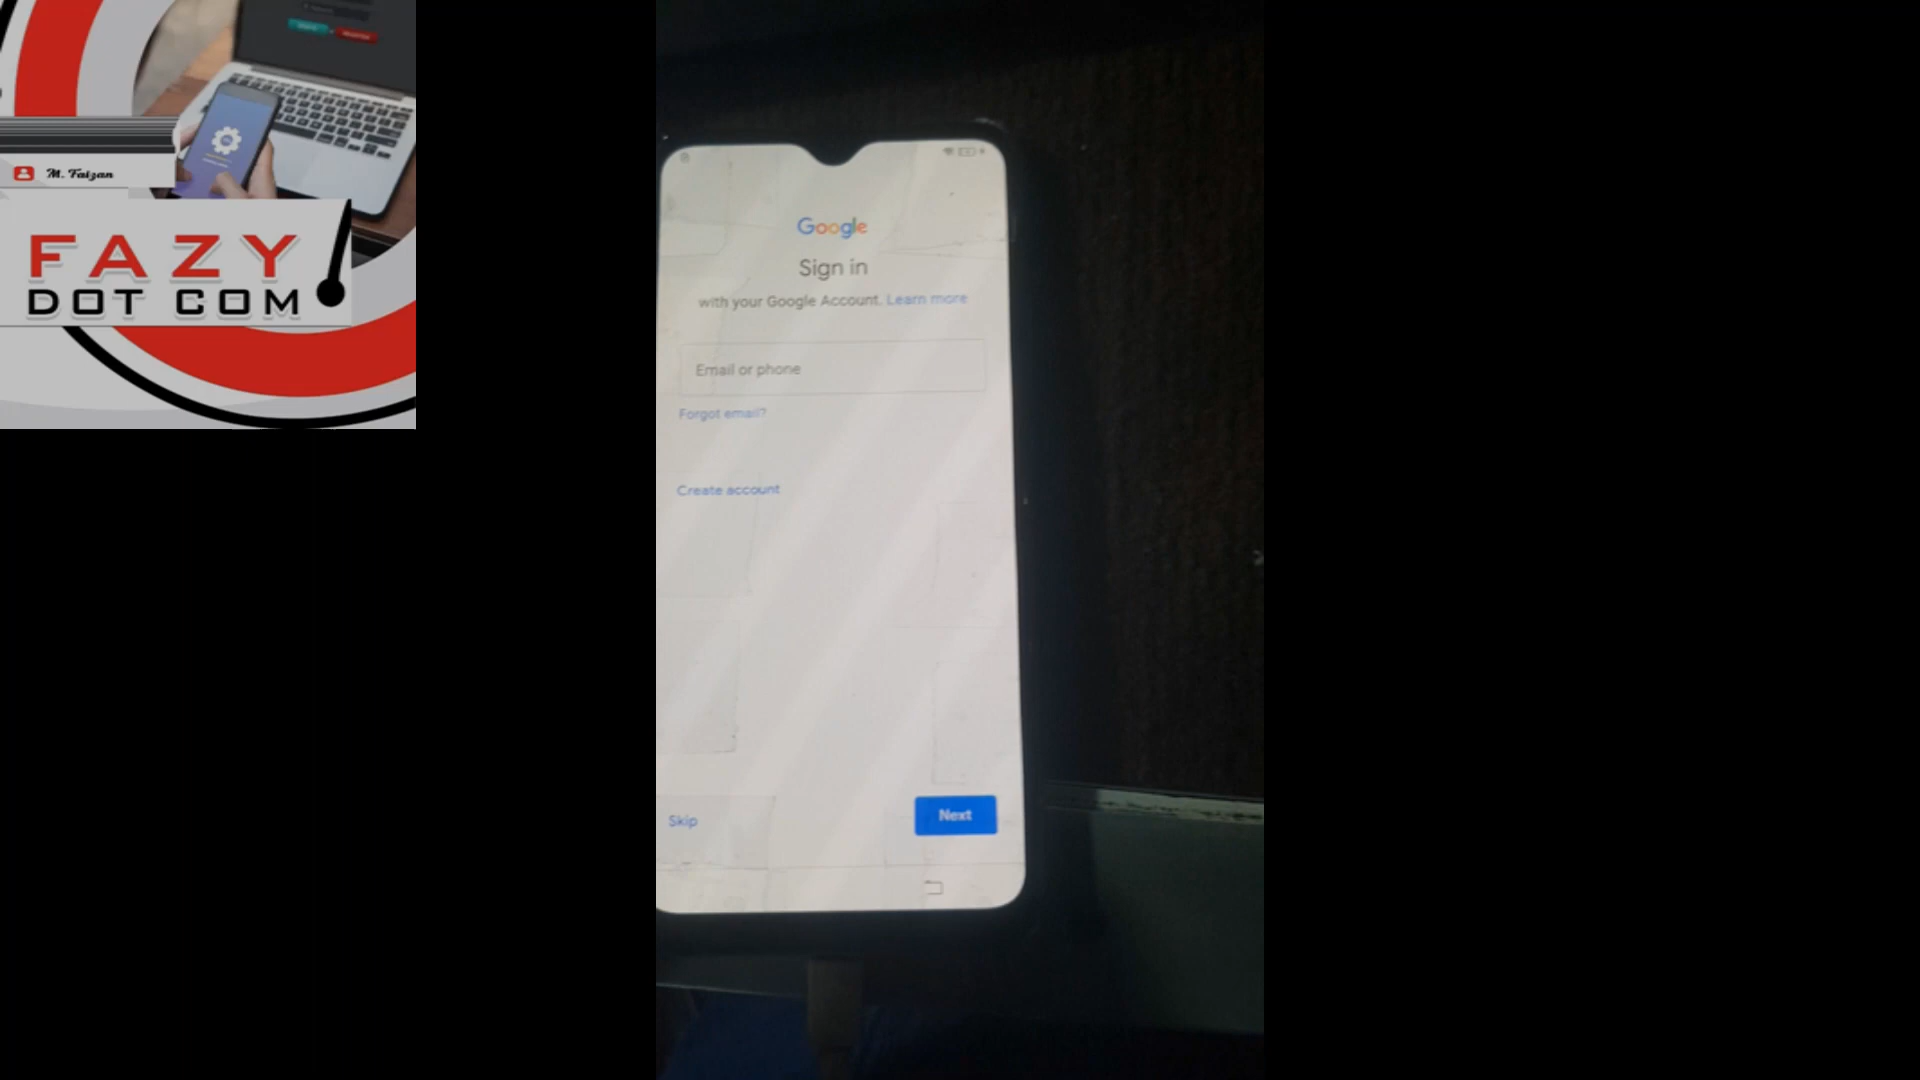 M. Faizan
FAZY
DOT COM
Google
Sign in
with your Google Account. Learn more
Email or phone
Forgot email?
Create account
Skip
Next